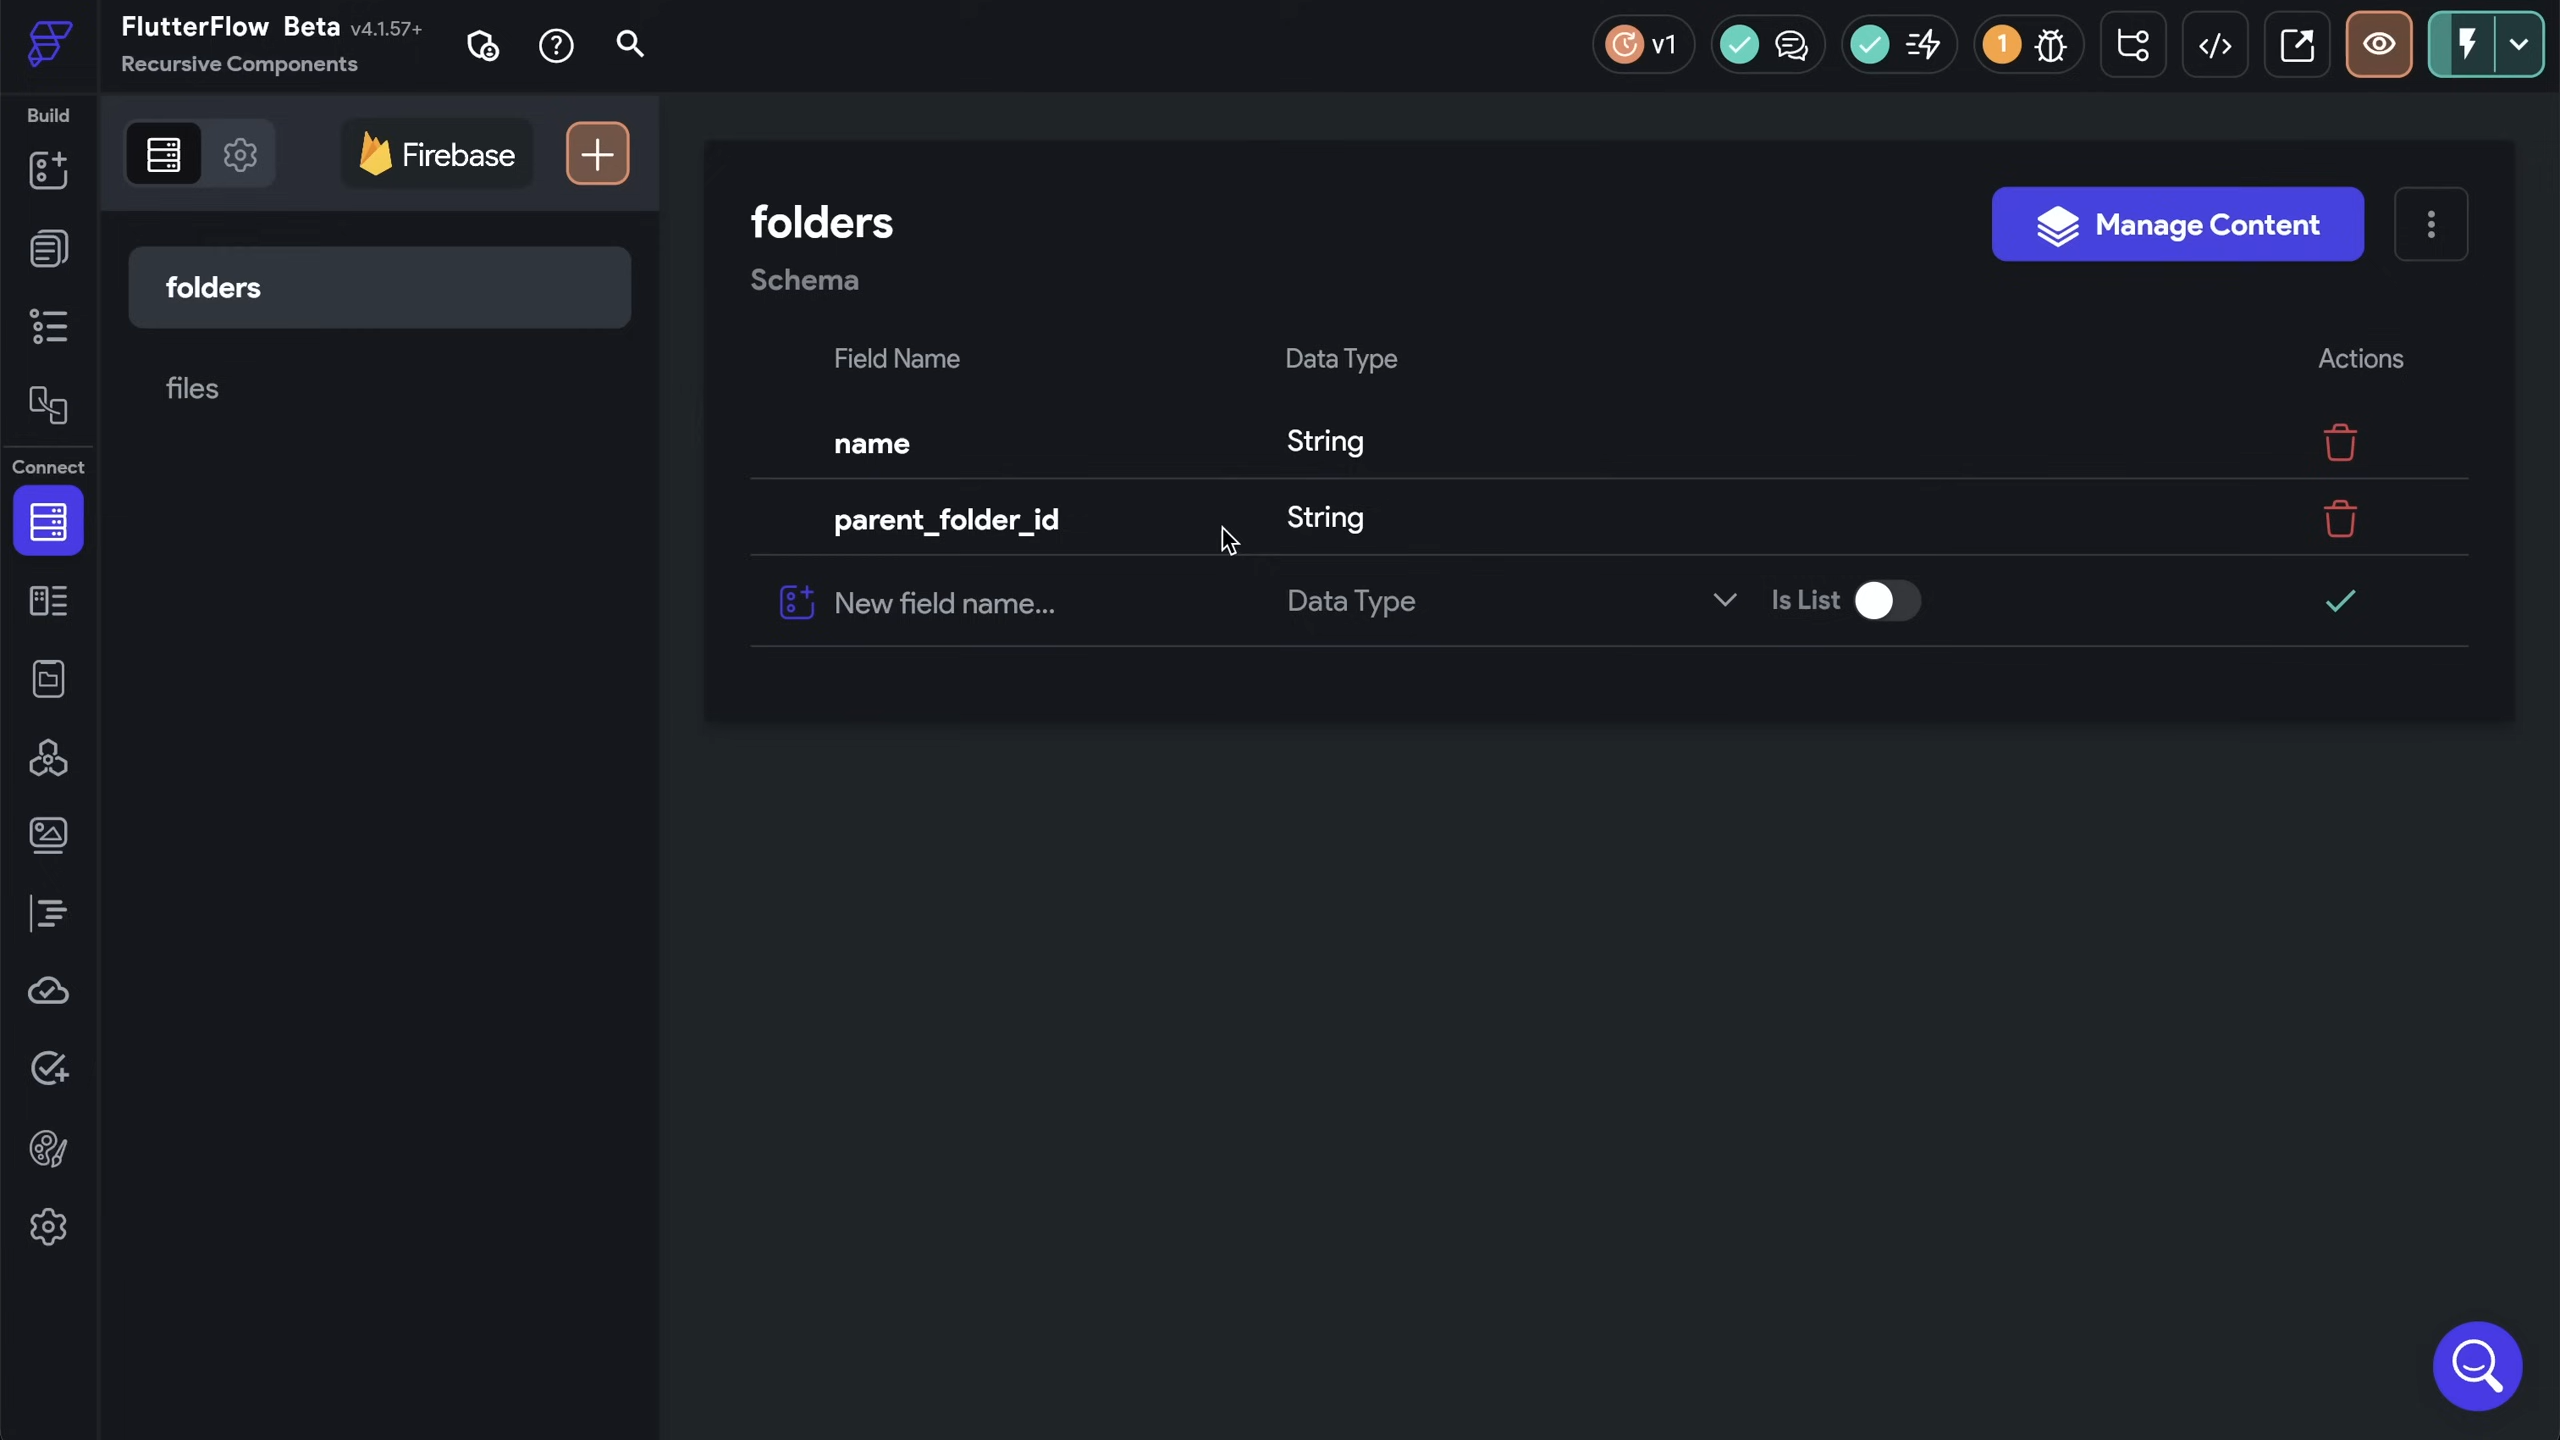 FlutterFlow Beta v4.1.57+
Recursive Components
v1
1
Build
Connect
Firebase
folders
files
folders
Schema
Manage Content
Field Name Data Type Actions
name String
parent_folder_id String
New field name... Data Type Is List